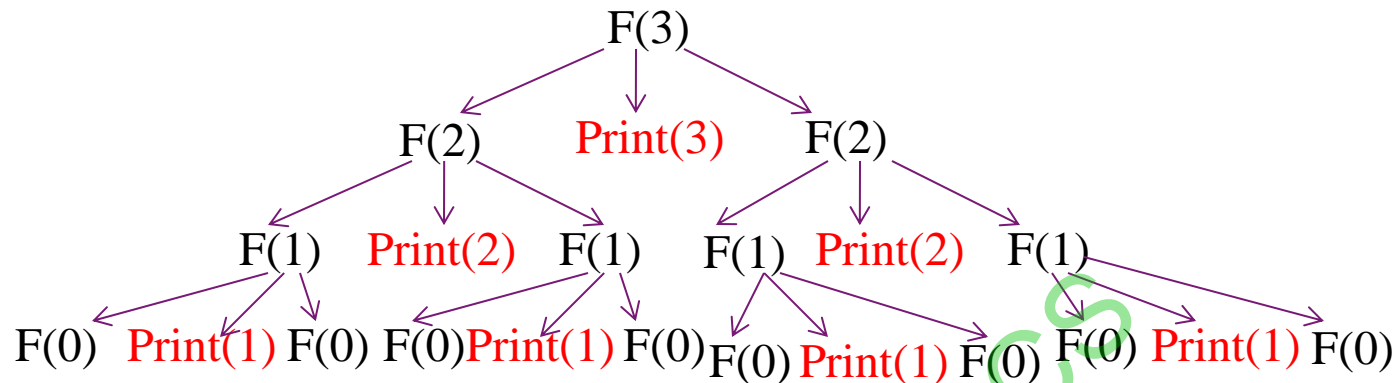 F(3)
F(2) Print(3) F(2)
F(1) Print(2) F(1) F(1) Print(2) F(1)
F(0) Print(1) F(0) F(0) Print(1) F(0) F(0) Print(1) F(0) F(0) Print(1) F(0)
CS